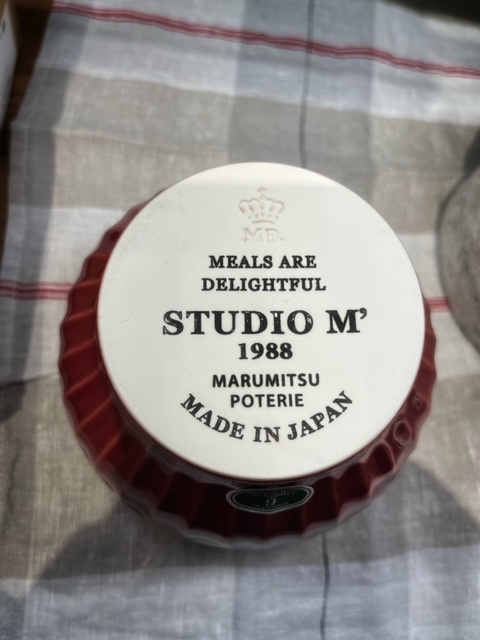 MP.
MEALS ARE
DELIGHTFUL
STUDIO M'
1988
MARUMITSU
POTERIE
MADE IN JAPAN